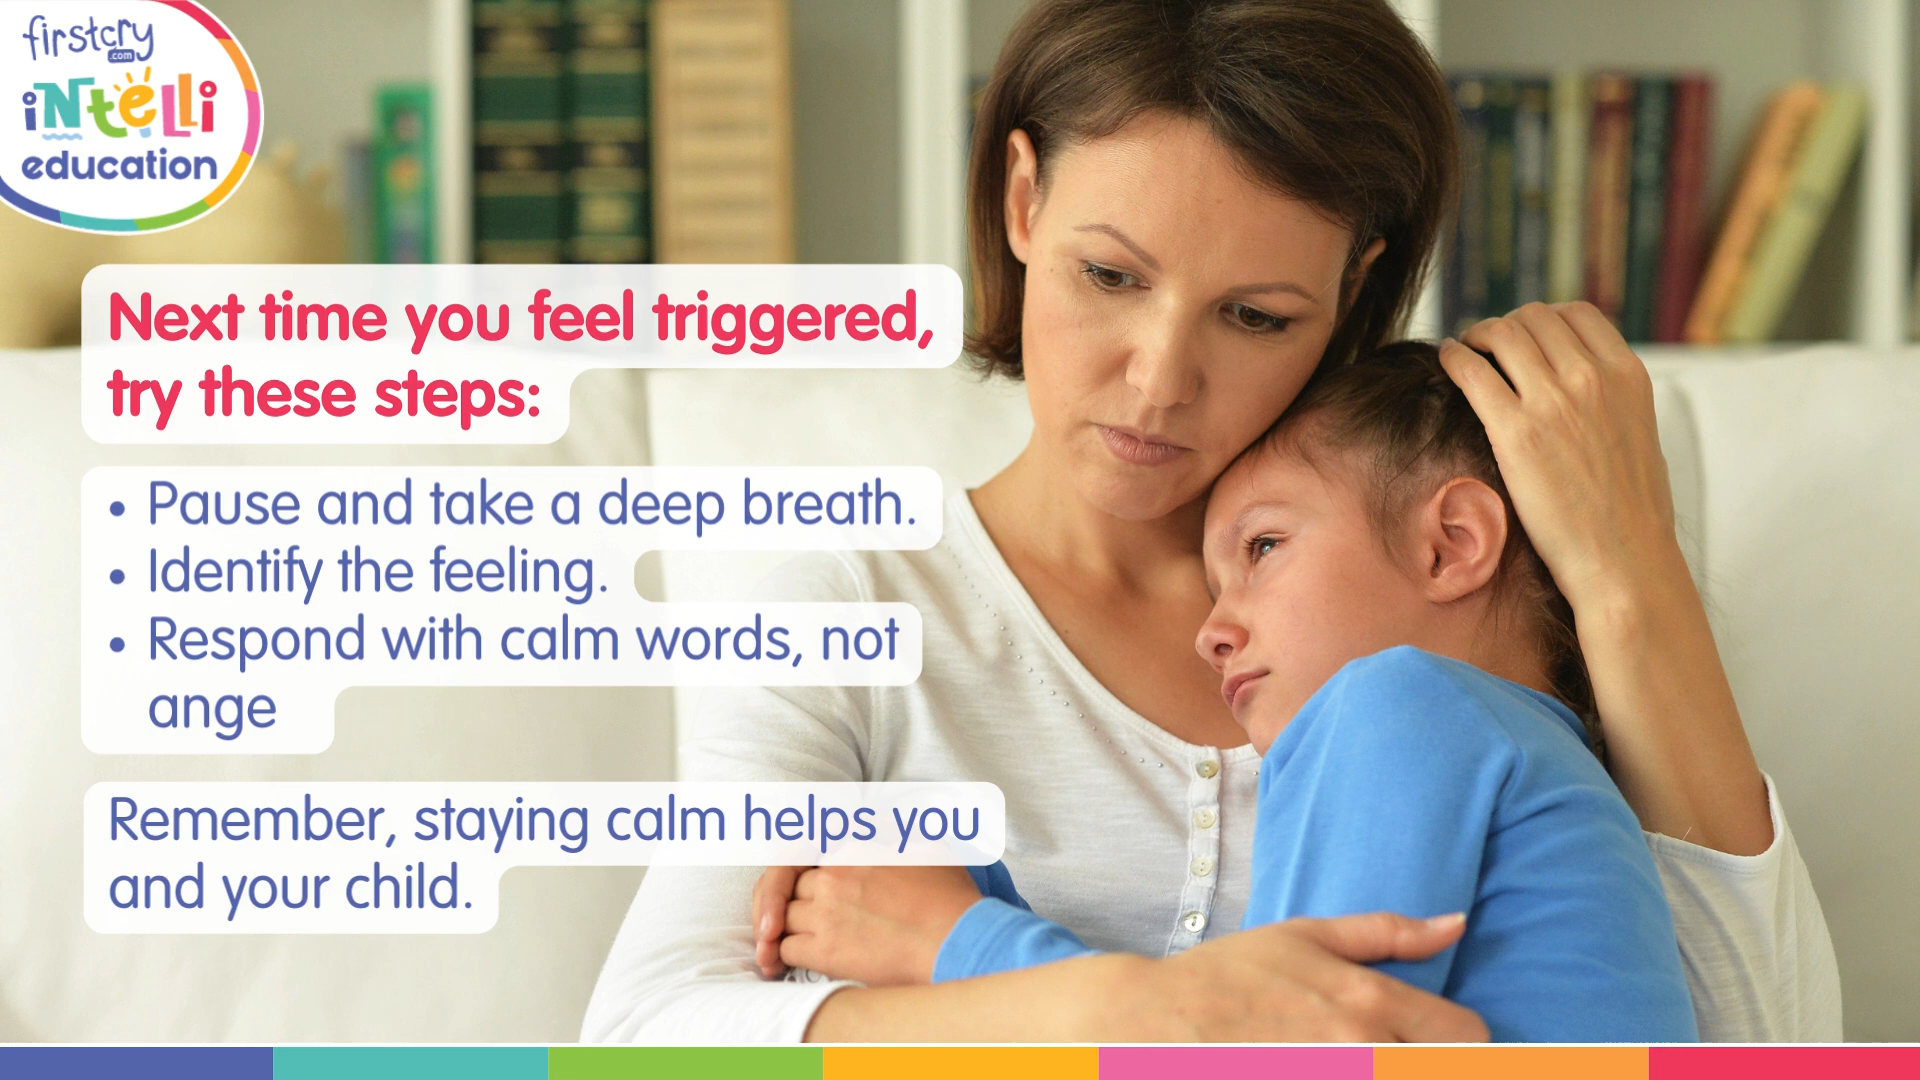 firstcry
.com
iNtelli
education
Next time you feel triggered,
try these steps:
• Pause and take a deep breath.
• Identify the feeling.
• Respond with calm words, not
ange
Remember, staying calm helps you
and your child.